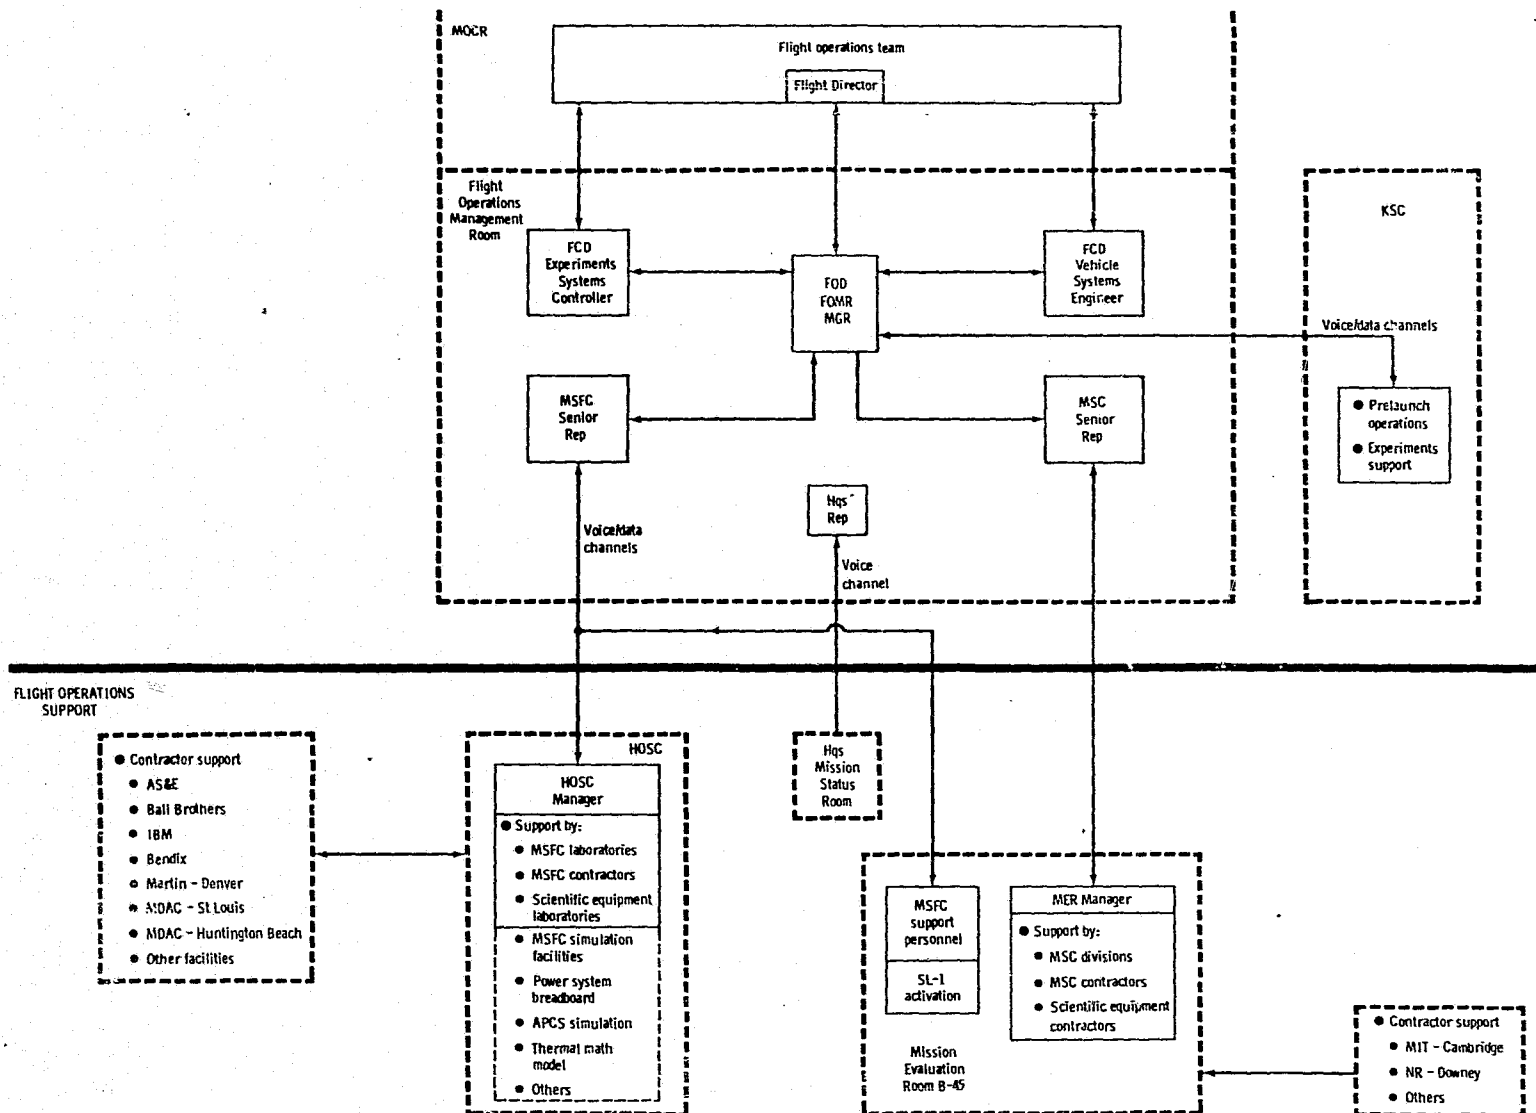 MOCR
Flight operations team
Flight Director
Flight
Operations
Management
Room
FCD
Experiments
Systems
Controller
FOD
FOMR
MGR
FCD
Vehicle
Systems
Engineer
KSC
Voice/data channels
● Prelaunch
operations
● Experiments
support
MSFC
Senior
Rep
MSC
Senior
Rep
Hqs
Rep
Voice/data
channels
Voice
channel
FLIGHT OPERATIONS
SUPPORT
● Contractor support
● AS&E
● Ball Brothers
● IBM
● Bendix
● Martin - Denver
● MDAC - St Louis
● MDAC - Huntington Beach
● Other facilities
HOSC
HOSC
Manager
● Support by:
● MSFC laboratories
● MSFC contractors
● Scientific equipment
laboratories
● MSFC simulation
facilities
● Power system
breadboard
● APCS simulation
● Thermal math
model
● Others
Hqs
Mission
Status
Room
MSFC
support
personnel
SL-1
activation
MER Manager
● Support by:
● MSC divisions
● MSC contractors
● Scientific equipment
contractors
Mission
Evaluation
Room B-45
● Contractor support
● MIT - Cambridge
● NR - Downey
● Others